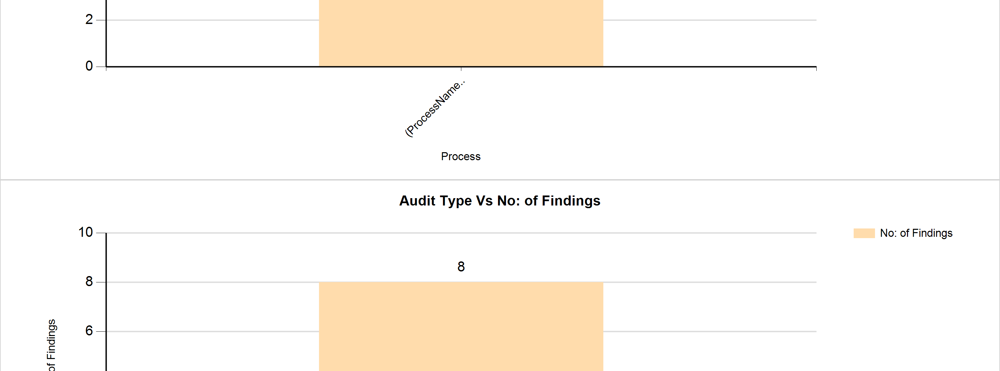 2
0
(ProcessName..
Process
Audit Type Vs No: of Findings
10
No: of Findings
8
8
6
of Findings